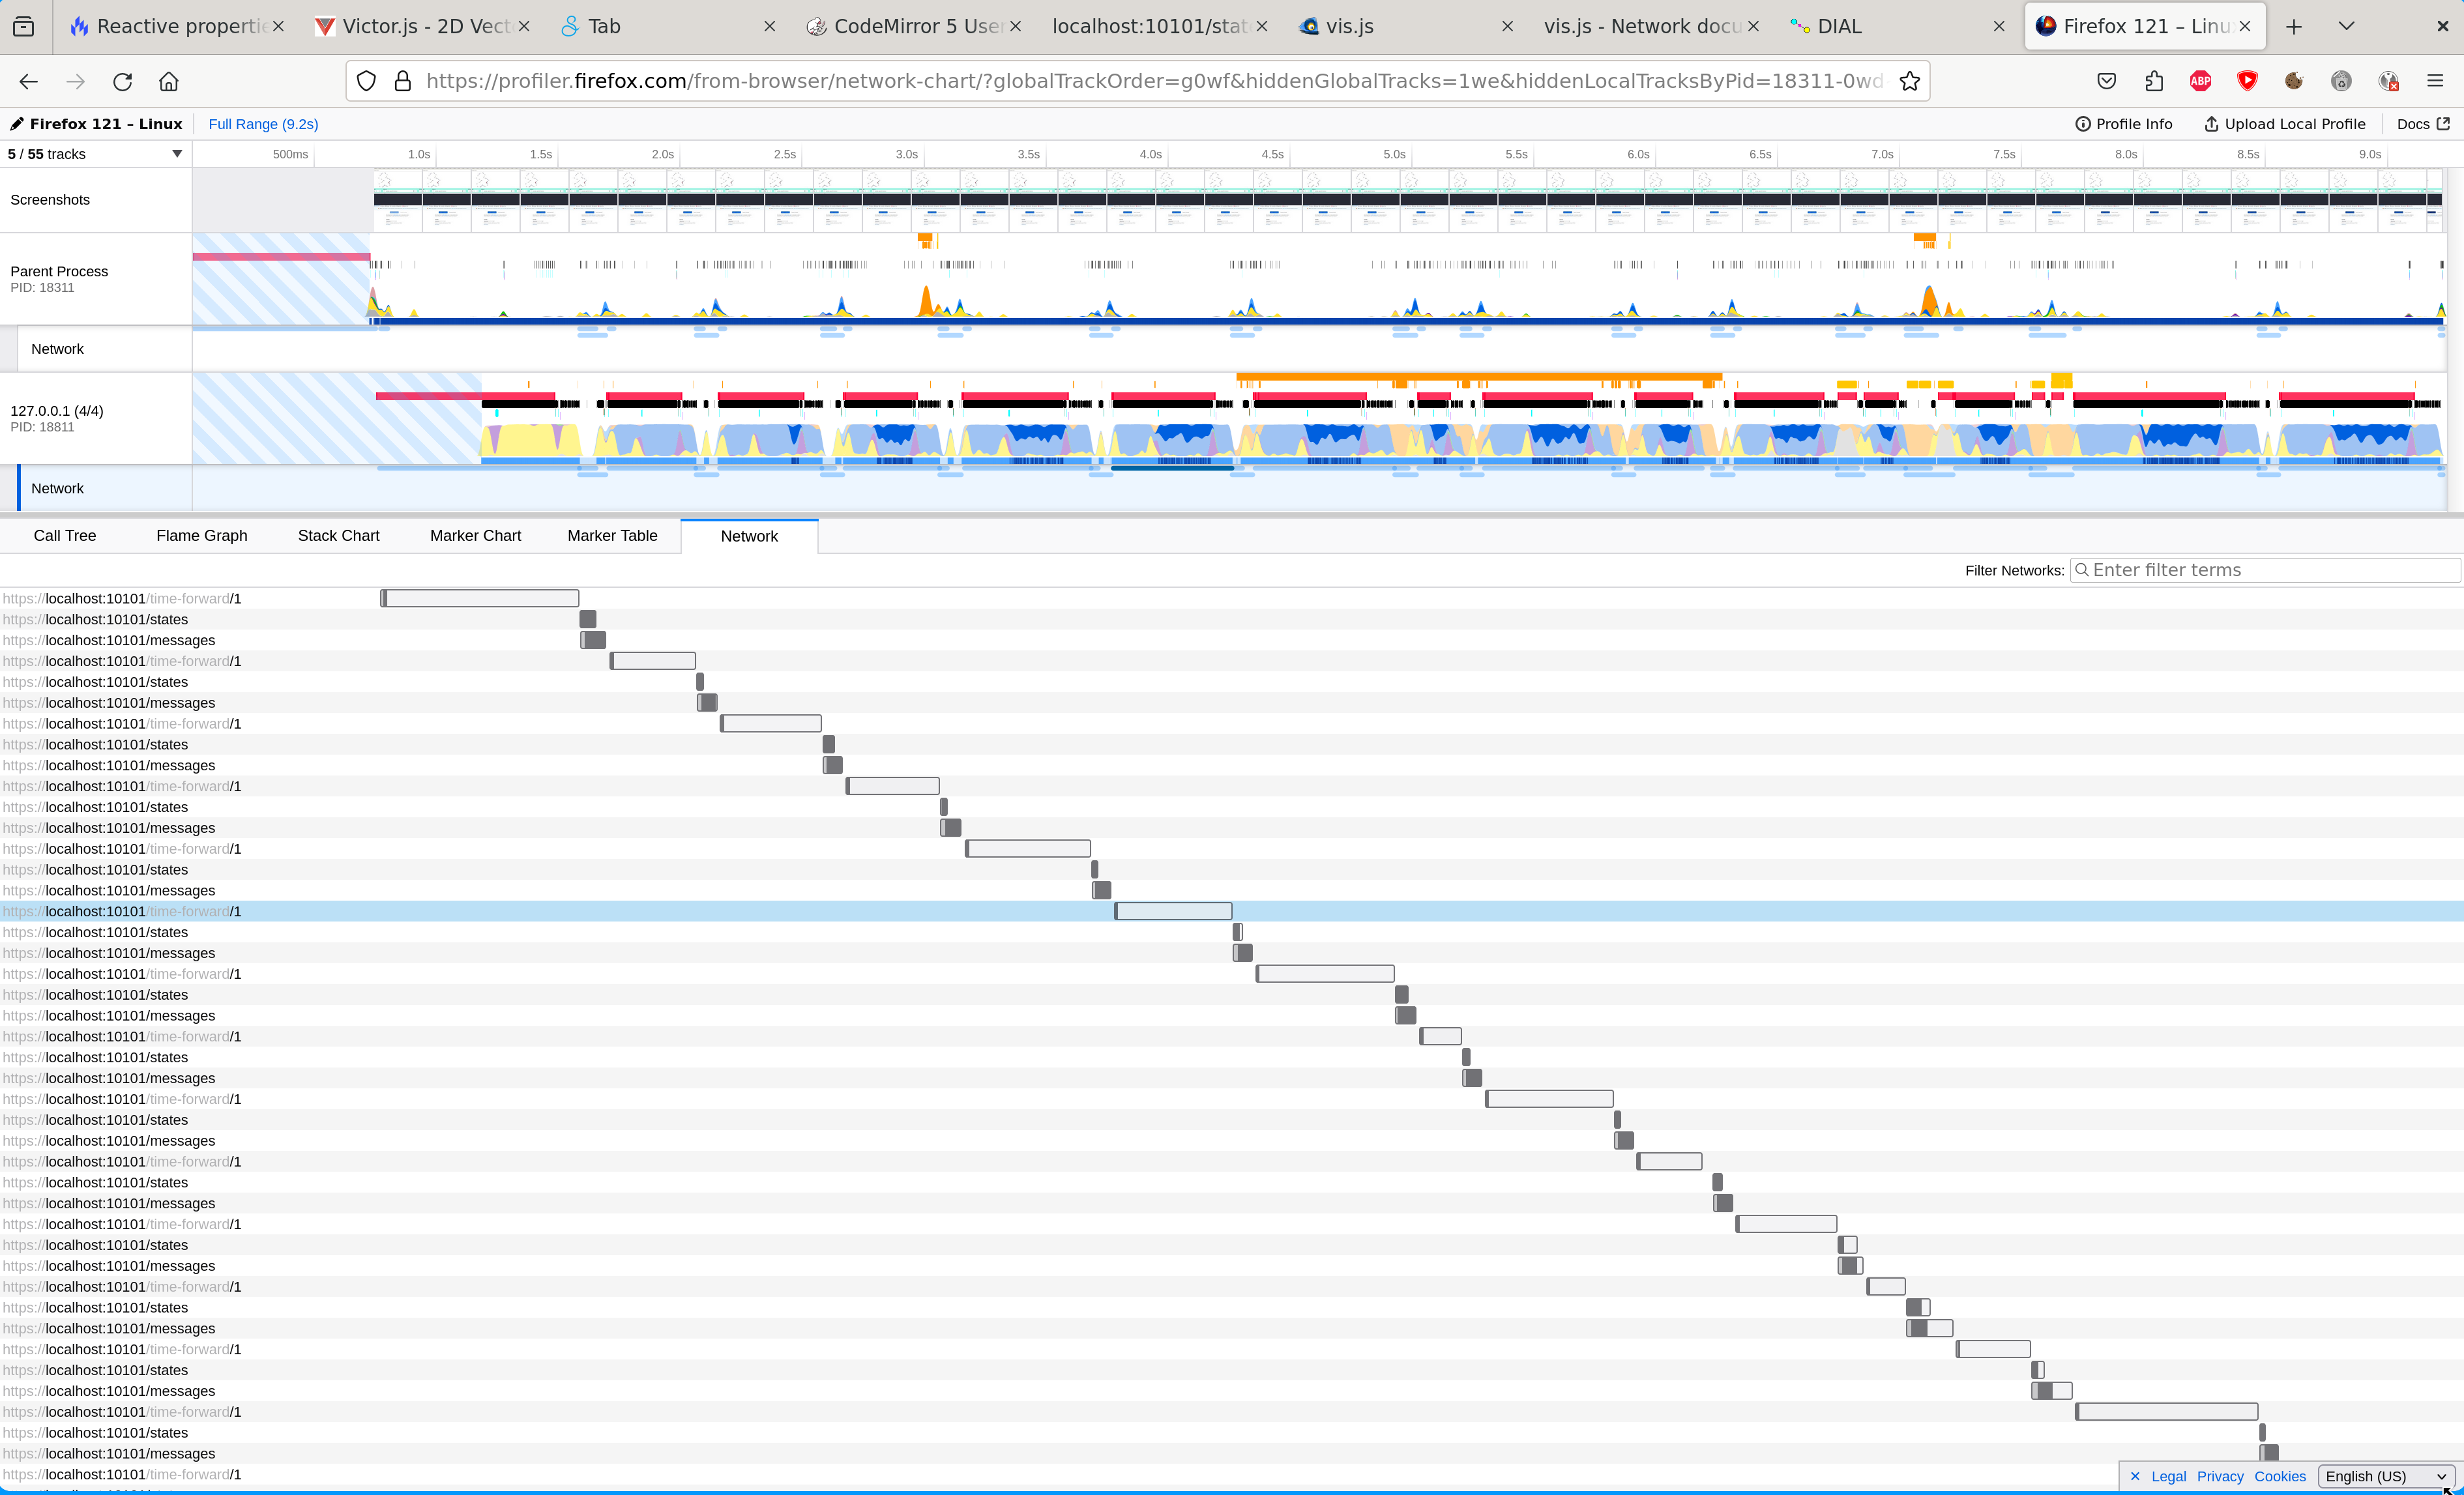 Reactive properti
Victor.js - 2D Vect
Tab
CodeMirror 5 User
localhost:10101/stat
vis.js
vis.js - Network docu
DIAL
Firefox 121 – Linu
https://profiler.firefox.com/from-browser/network-chart/?globalTrackOrder=g0wf&hiddenGlobalTracks=1we&hiddenLocalTracksByPid=18311-0wd
ABP
Firefox 121 – Linux
Full Range (9.2s)
Profile Info
Upload Local Profile
Docs
5 / 55 tracks
500ms 1.0s 1.5s 2.0s 2.5s 3.0s 3.5s 4.0s 4.5s 5.0s 5.5s 6.0s 6.5s 7.0s 7.5s 8.0s 8.5s 9.0s
Screenshots
Parent Process
PID: 18311
Network
127.0.0.1 (4/4)
PID: 18811
Network
Call Tree Flame Graph Stack Chart Marker Chart Marker Table Network
Filter Networks: Enter filter terms
https://localhost:10101/time-forward/1
https://localhost:10101/states
https://localhost:10101/messages
https://localhost:10101/time-forward/1
https://localhost:10101/states
https://localhost:10101/messages
https://localhost:10101/time-forward/1
https://localhost:10101/states
https://localhost:10101/messages
https://localhost:10101/time-forward/1
https://localhost:10101/states
https://localhost:10101/messages
https://localhost:10101/time-forward/1
https://localhost:10101/states
https://localhost:10101/messages
https://localhost:10101/time-forward/1
https://localhost:10101/states
https://localhost:10101/messages
https://localhost:10101/time-forward/1
https://localhost:10101/states
https://localhost:10101/messages
https://localhost:10101/time-forward/1
https://localhost:10101/states
https://localhost:10101/messages
https://localhost:10101/time-forward/1
https://localhost:10101/states
https://localhost:10101/messages
https://localhost:10101/time-forward/1
https://localhost:10101/states
https://localhost:10101/messages
https://localhost:10101/time-forward/1
https://localhost:10101/states
https://localhost:10101/messages
https://localhost:10101/time-forward/1
https://localhost:10101/states
https://localhost:10101/messages
https://localhost:10101/time-forward/1
https://localhost:10101/states
https://localhost:10101/messages
https://localhost:10101/time-forward/1
https://localhost:10101/states
https://localhost:10101/messages
https://localhost:10101/time-forward/1
Legal Privacy Cookies English (US)